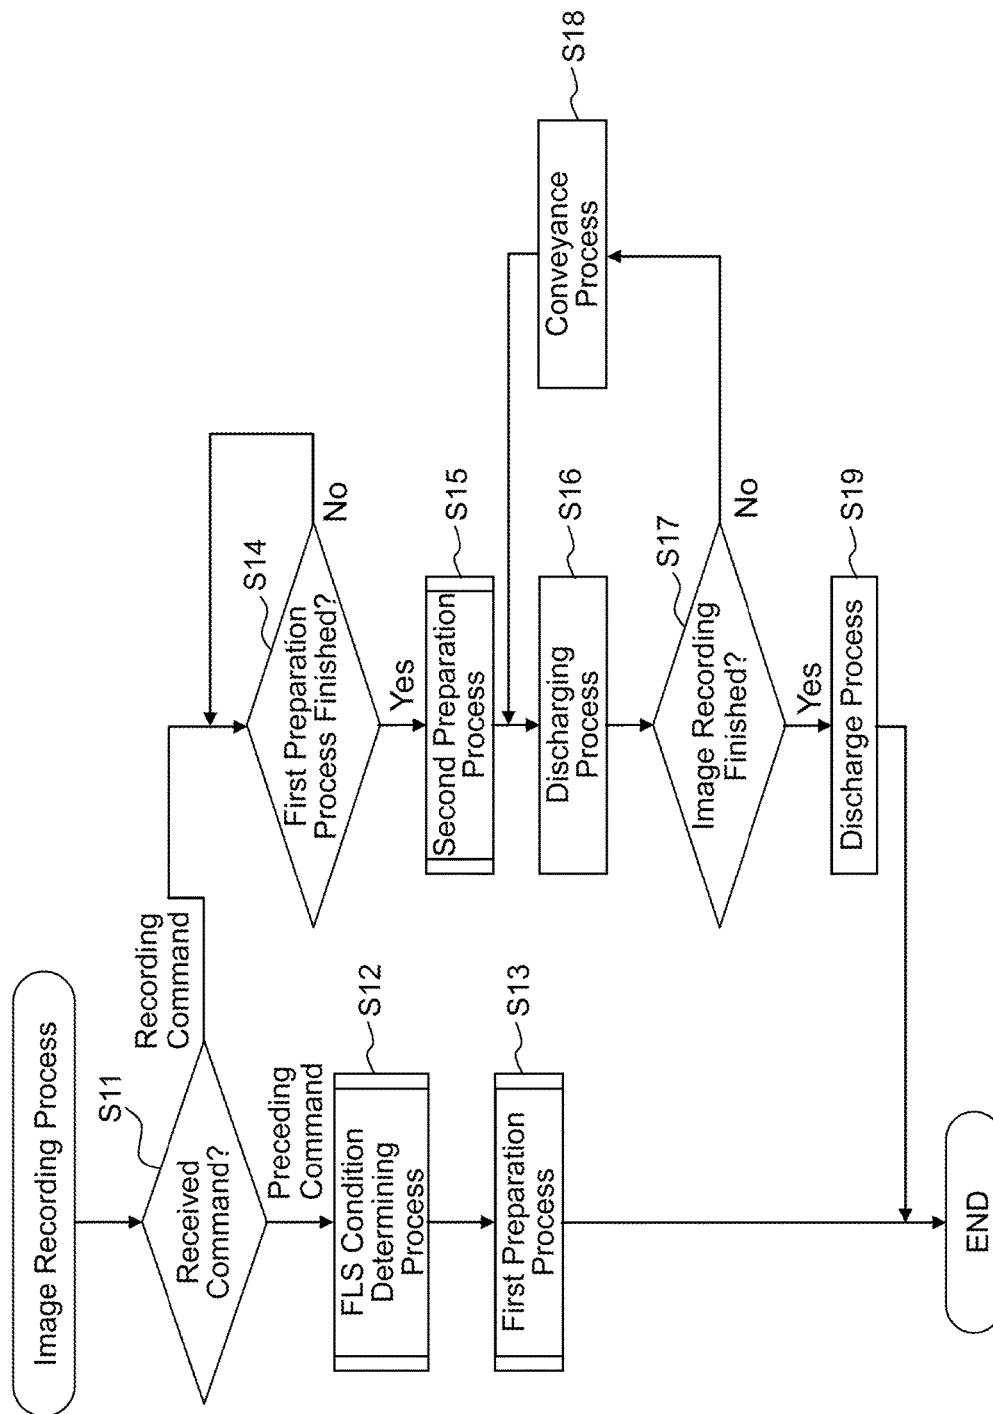 Image Recording Process
S11
Received
Command?
Recording
Command
Preceding
Command
S12
FLS Condition
Determining
Process
S13
First Preparation
Process
S14
First Preparation
Process Finished?
No
Yes
S15
Second Preparation
Process
S16
Discharging
Process
S17
Image Recording
Finished?
No
Yes
S18
Conveyance
Process
S19
Discharge Process
END